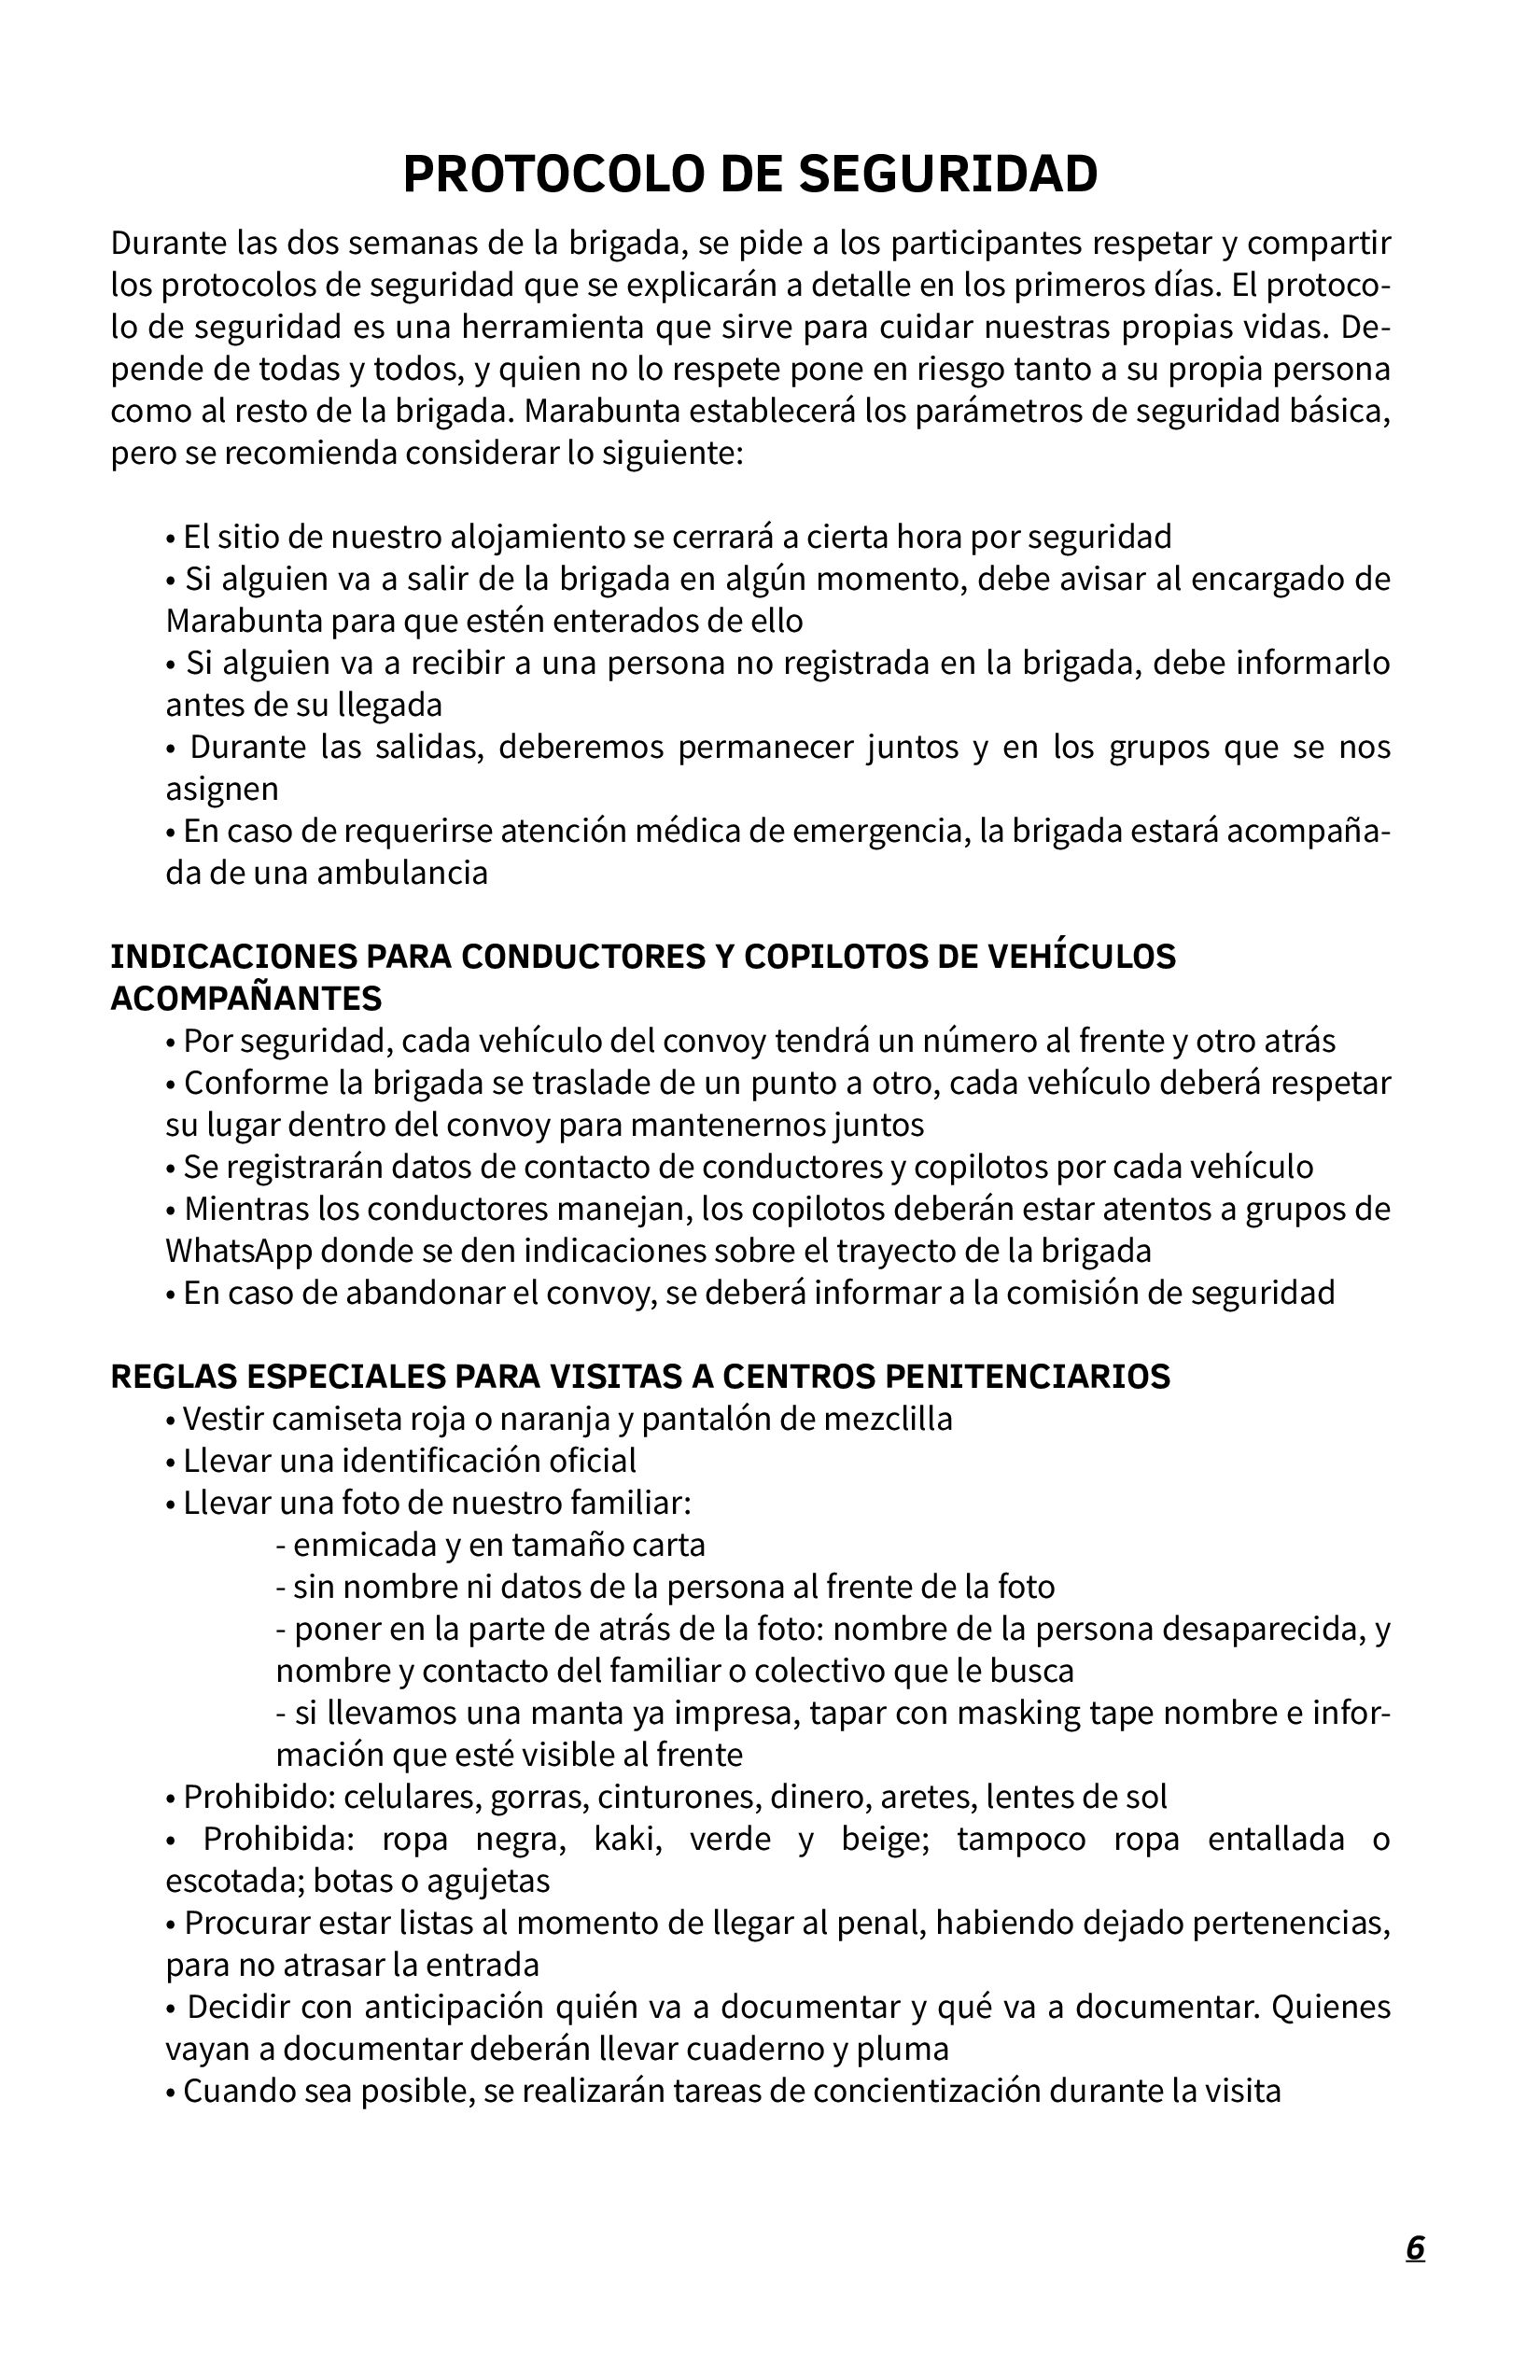 PROTOCOLO DE SEGURIDAD
Durante las dos semanas de la brigada, se pide a los participantes respetar y compartir
los protocolos de seguridad que se explicarán a detalle en los primeros días. El protoco-
lo de seguridad es una herramienta que sirve para cuidar nuestras propias vidas. De-
pende de todas y todos, y quien no lo respete pone en riesgo tanto a su propia persona
como al resto de la brigada. Marabunta establecerá los parámetros de seguridad básica,
pero se recomienda considerar lo siguiente:
• El sitio de nuestro alojamiento se cerrará a cierta hora por seguridad
• Si alguien va a salir de la brigada en algún momento, debe avisar al encargado de
Marabunta para que estén enterados de ello
• Si alguien va a recibir a una persona no registrada en la brigada, debe informarlo
antes de su llegada
• Durante las salidas, deberemos permanecer juntos y en los grupos que se nos
asignen
• En caso de requerirse atención médica de emergencia, la brigada estará acompaña-
da de una ambulancia
INDICACIONES PARA CONDUCTORES Y COPILOTOS DE VEHÍCULOS
ACOMPAÑANTES
• Por seguridad, cada vehículo del convoy tendrá un número al frente y otro atrás
• Conforme la brigada se traslade de un punto a otro, cada vehículo deberá respetar
su lugar dentro del convoy para mantenernos juntos
• Se registrarán datos de contacto de conductores y copilotos por cada vehículo
• Mientras los conductores manejan, los copilotos deberán estar atentos a grupos de
WhatsApp donde se den indicaciones sobre el trayecto de la brigada
• En caso de abandonar el convoy, se deberá informar a la comisión de seguridad
REGLAS ESPECIALES PARA VISITAS A CENTROS PENITENCIARIOS
• Vestir camiseta roja o naranja y pantalón de mezclilla
• Llevar una identificación oficial
• Llevar una foto de nuestro familiar:
- enmicada y en tamaño carta
- sin nombre ni datos de la persona al frente de la foto
- poner en la parte de atrás de la foto: nombre de la persona desaparecida, y
nombre y contacto del familiar o colectivo que le busca
- si llevamos una manta ya impresa, tapar con masking tape nombre e infor-
mación que esté visible al frente
• Prohibido: celulares, gorras, cinturones, dinero, aretes, lentes de sol
• Prohibida: ropa negra, kaki, verde y beige; tampoco ropa entallada o
escotada; botas o agujetas
• Procurar estar listas al momento de llegar al penal, habiendo dejado pertenencias,
para no atrasar la entrada
• Decidir con anticipación quién va a documentar y qué va a documentar. Quienes
vayan a documentar deberán llevar cuaderno y pluma
• Cuando sea posible, se realizarán tareas de concientización durante la visita
6